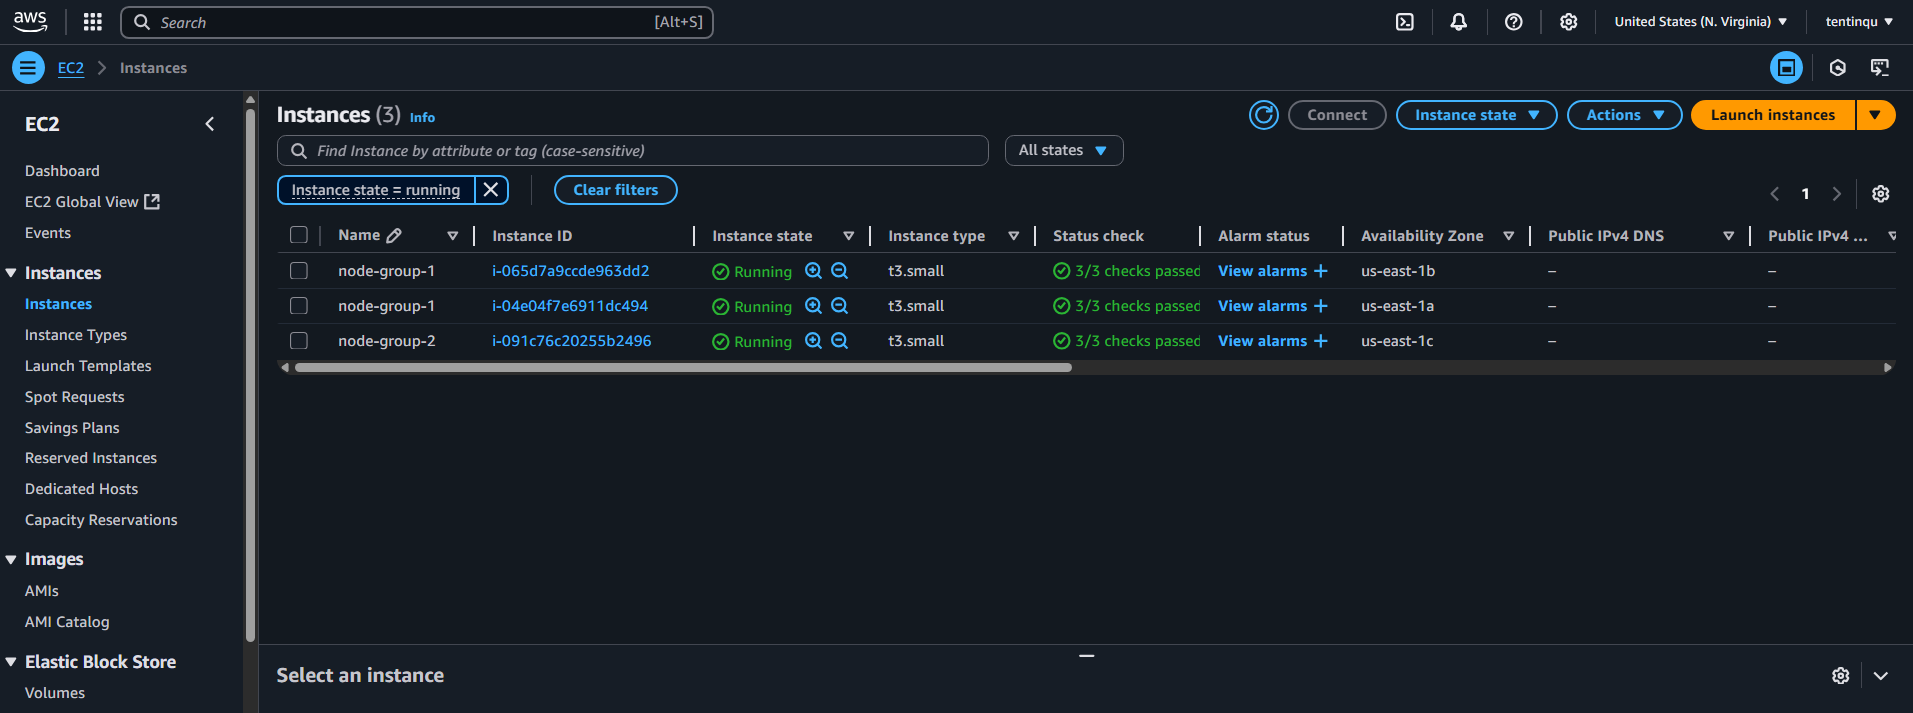 aws
Search [Alt+S]
United States (N. Virginia)
tentinqu
EC2 Instances
EC2
Dashboard
EC2 Global View
Events
Instances
Instances
Instance Types
Launch Templates
Spot Requests
Savings Plans
Reserved Instances
Dedicated Hosts
Capacity Reservations
Images
AMIs
AMI Catalog
Elastic Block Store
Volumes
Instances (3) Info
Connect
Instance state
Actions
Launch instances
Find Instance by attribute or tag (case-sensitive)
All states
Instance state = running
Clear filters
1
Name Instance ID Instance state Instance type Status check Alarm status Availability Zone Public IPv4 DNS Public IPv4 ...
node-group-1 i-065d7a9ccde963dd2 Running t3.small 3/3 checks passed View alarms + us-east-1b –  –
node-group-1 i-04e04f7e6911dc494 Running t3.small 3/3 checks passed View alarms + us-east-1a –  –
node-group-2 i-091c76c20255b2496 Running t3.small 3/3 checks passed View alarms + us-east-1c –  –
Select an instance